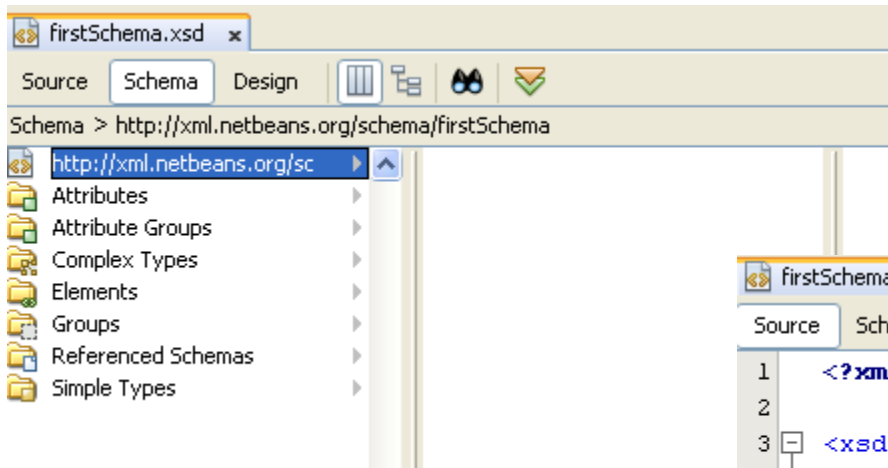 firstSchema.xsd x
Source Schema Design
Schema > http://xml.netbeans.org/schema/firstSchema
http://xml.netbeans.org/sc
Attributes
Attribute Groups
Complex Types
Elements
Groups
Referenced Schemas
Simple Types
firstSchema
Source Sch
1 <?xm
2
3 <xsd